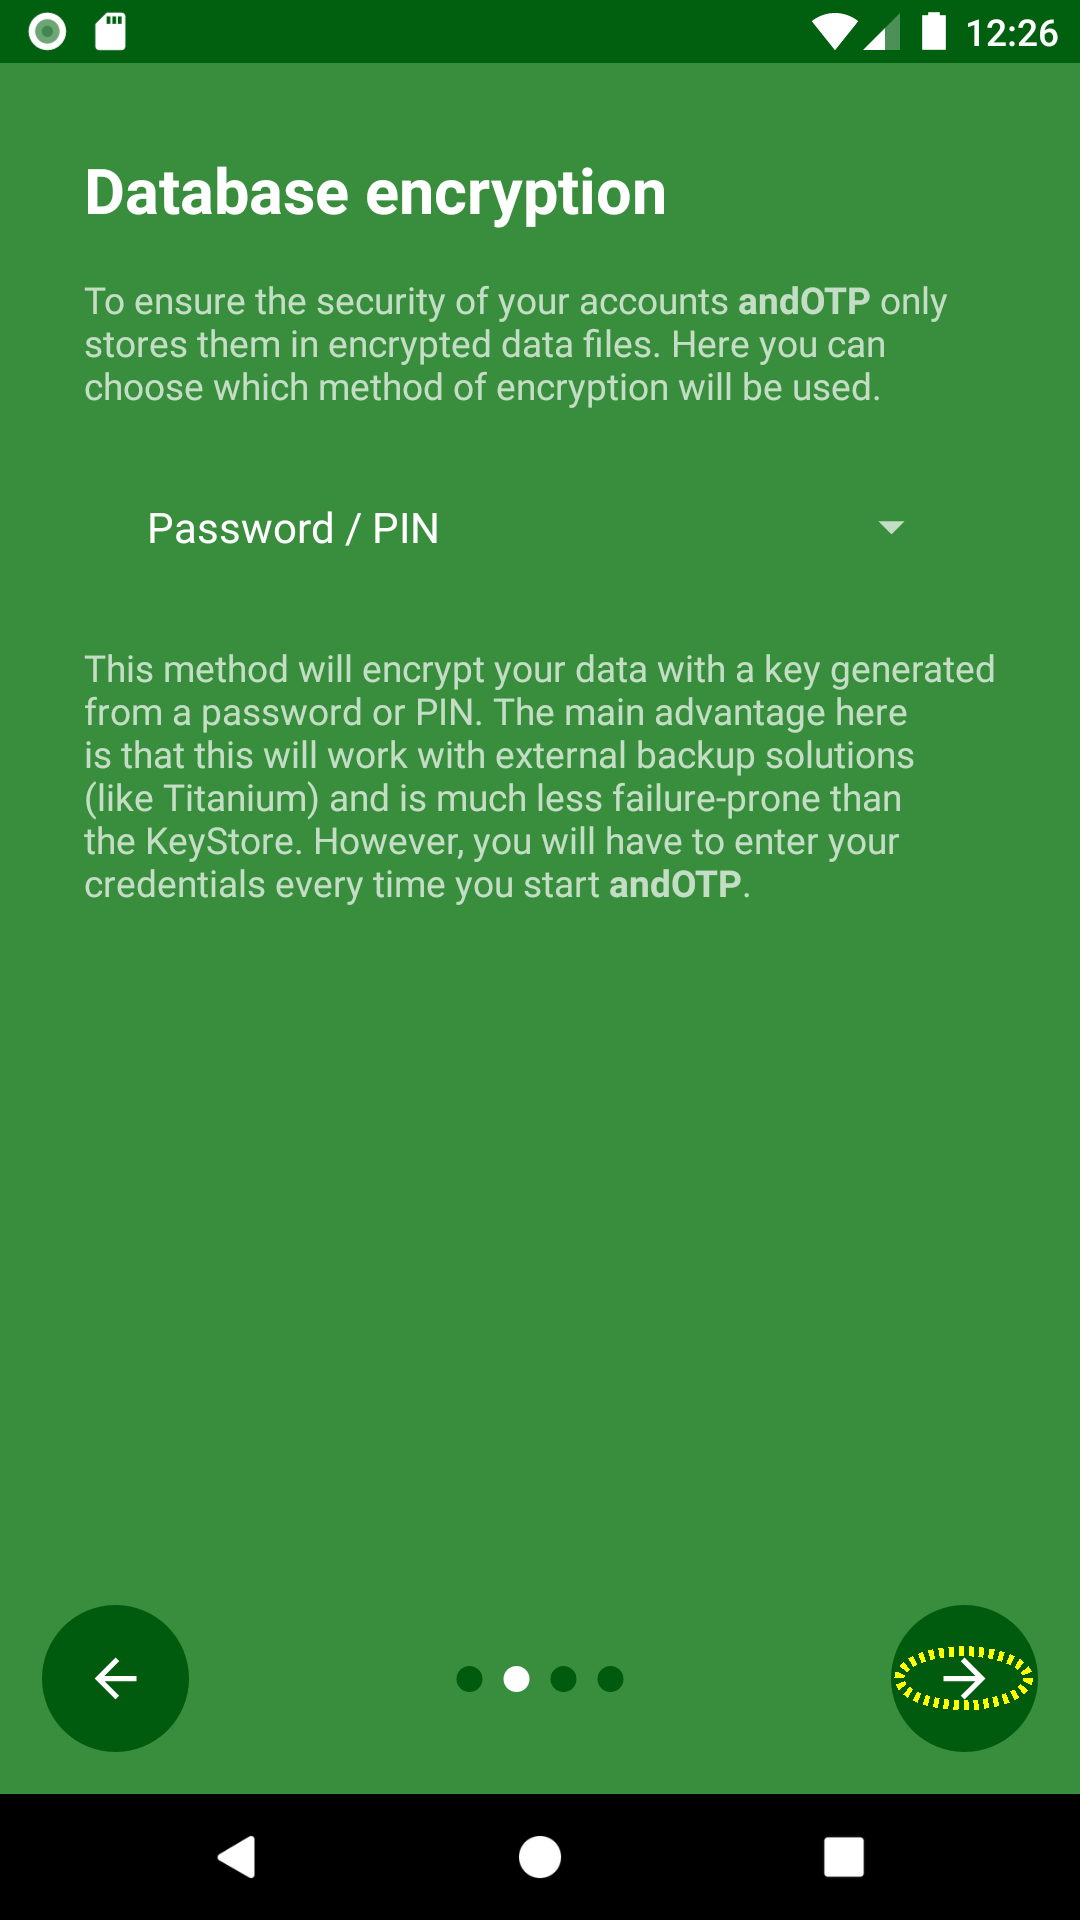 12:26
Database encryption
To ensure the security of your accounts andOTP only
stores them in encrypted data files. Here you can
choose which method of encryption will be used.
Password / PIN
This method will encrypt your data with a key generated
from a password or PIN. The main advantage here
is that this will work with external backup solutions
(like Titanium) and is much less failure-prone than
the KeyStore. However, you will have to enter your
credentials every time you start andOTP.